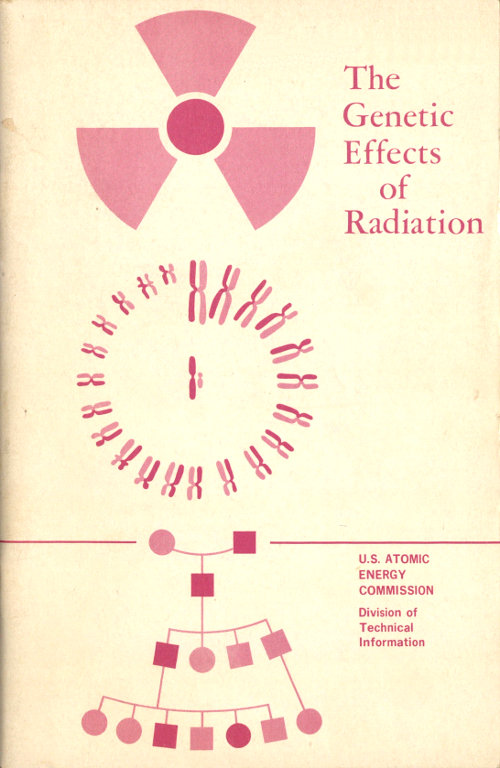 The
Genetic
Effects
of
Radiation
U.S. ATOMIC
ENERGY
COMMISSION
Division of
Technical
Information